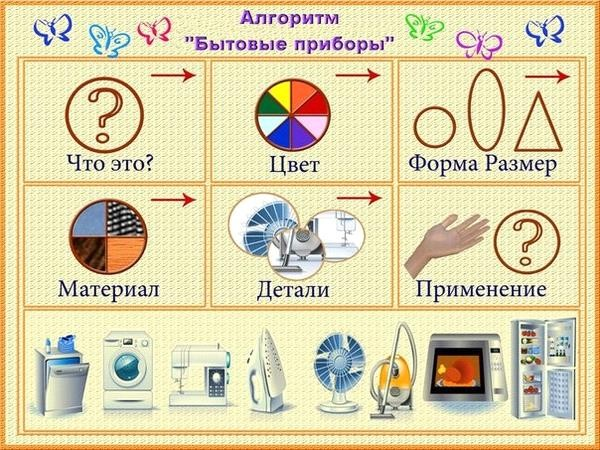 Алгоритм
"Бытовые приборы"
Что это?
Цвет
Форма Размер
Материал
Детали
Применение